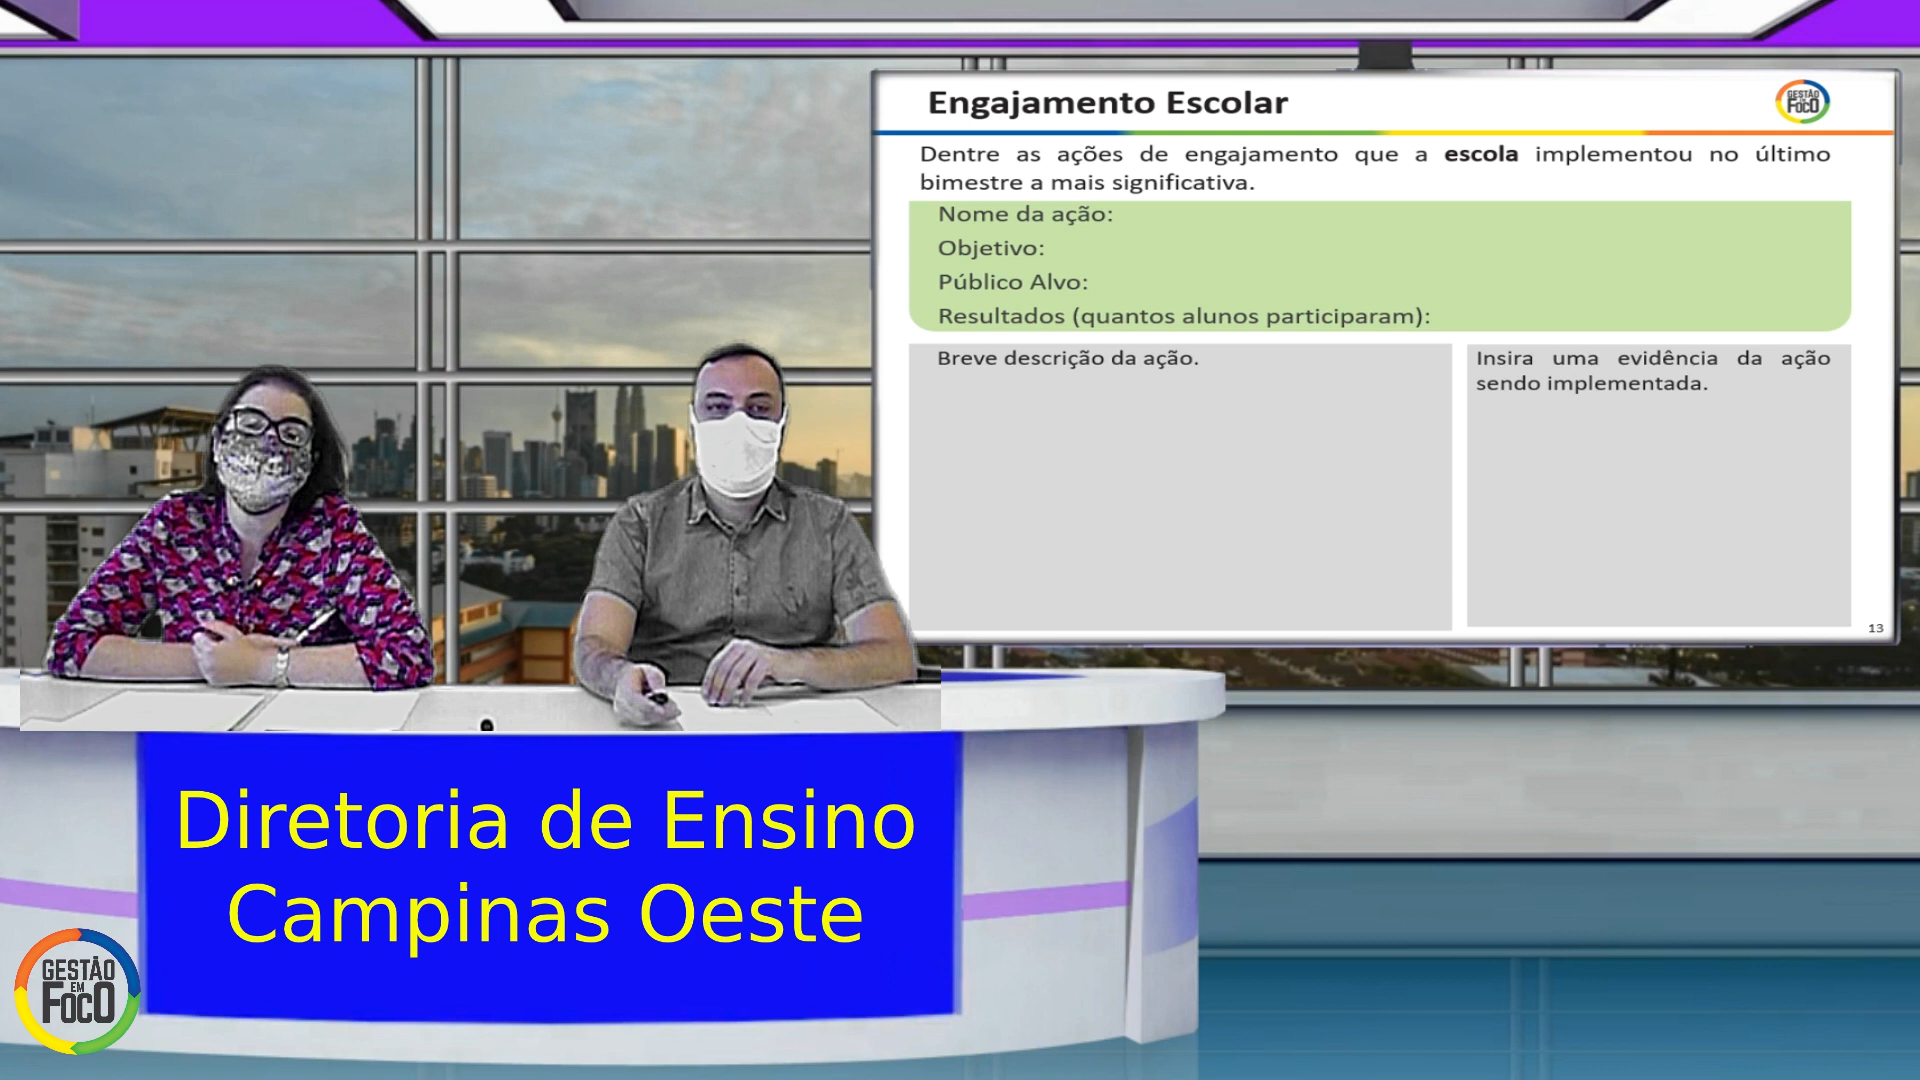 Engajamento Escolar
GESTÃO
EM
FOCO
Dentre as ações de engajamento que a escola implementou no último
bimestre a mais significativa.
Nome da ação:
Objetivo:
Público Alvo:
Resultados (quantos alunos participaram):
Breve descrição da ação.
Insira uma evidência da ação
sendo implementada.
13
Diretoria de Ensino
Campinas Oeste
GESTÃO
EM
FOCO